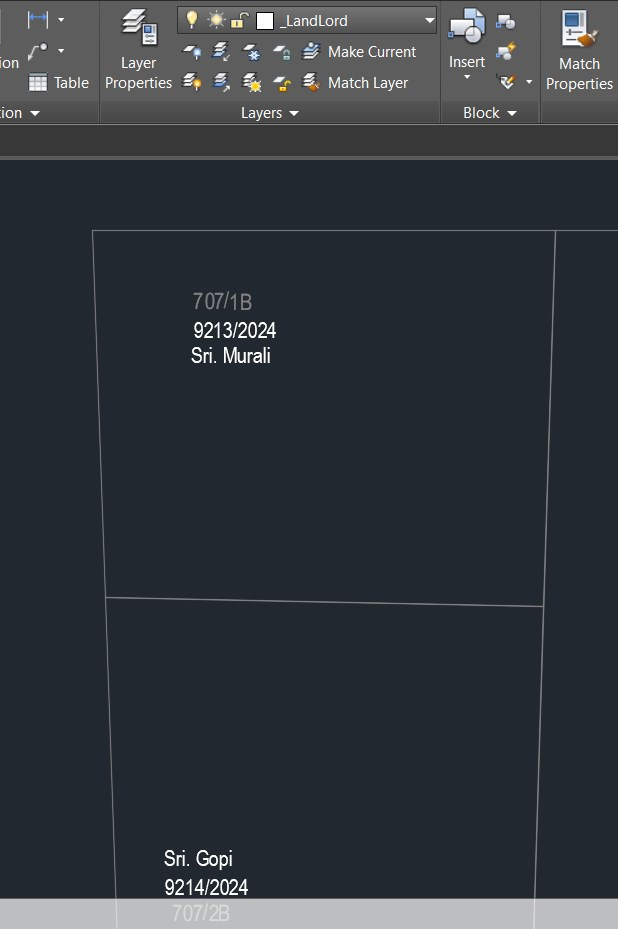 _LandLord
Layer
Properties
Make Current
Match Layer
Table
ion
Layers
Insert
Block
Match
Properties
ion
707/1B
9213/2024
Sri. Murali
Sri. Gopi
9214/2024
707/2B